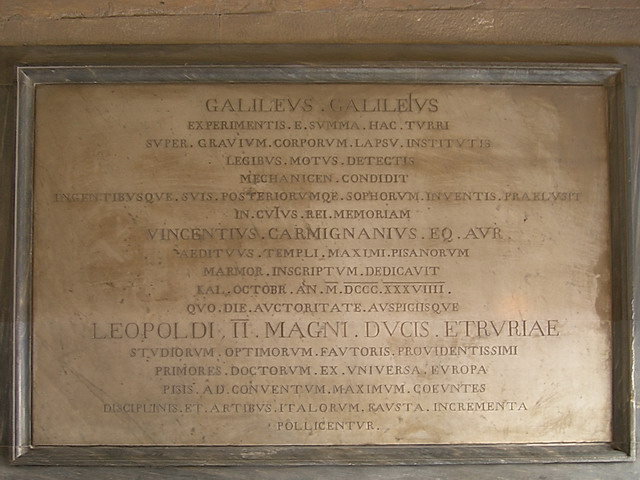 GALILEVS . GALILEIVS
EXPERIMENTIS . E . SVMMA . HAC . TVRRI
SVPER . GRAVIVM . CORPORVM . LAPSV . INSTITVTIS
LEGIBVS . MOTVS . DETECTIS
MECHANICEN . CONDIDIT
INGENTIBVSQVE . SVIS . POSTERIORVMQE . SOPHORVM . INVENTIS . PRAELVSIT
IN . CVIVS . REI . MEMORIAM
VINCENTIVS . CARMIGNANIVS . EQ . AVR .
AEDITVVS . TEMPLI . MAXIMI . PISANORVM
MARMOR . INSCRIPTVM . DEDICAVIT
KAL . OCTOBR . AN . M . DCCC . XXXVIIII .
QVO . DIE . AVCTORITATE . AVSPICIISQVE
LEOPOLDI . II . MAGNI . DVCIS . ETRVRIAE
STVDIORVM . OPTIMORVM . FAVTORIS . PROVIDENTISSIMI
PRIMORES . DOCTORVM . EX . VNIVERSA . EVROPA
PISIS . AD . CONVENTVM . MAXIMVM . COEVNTES
DISCIPLINIS . ET . ARTIBVS . ITALORVM . FAVSTA . INCREMENTA
POLLICENTVR .